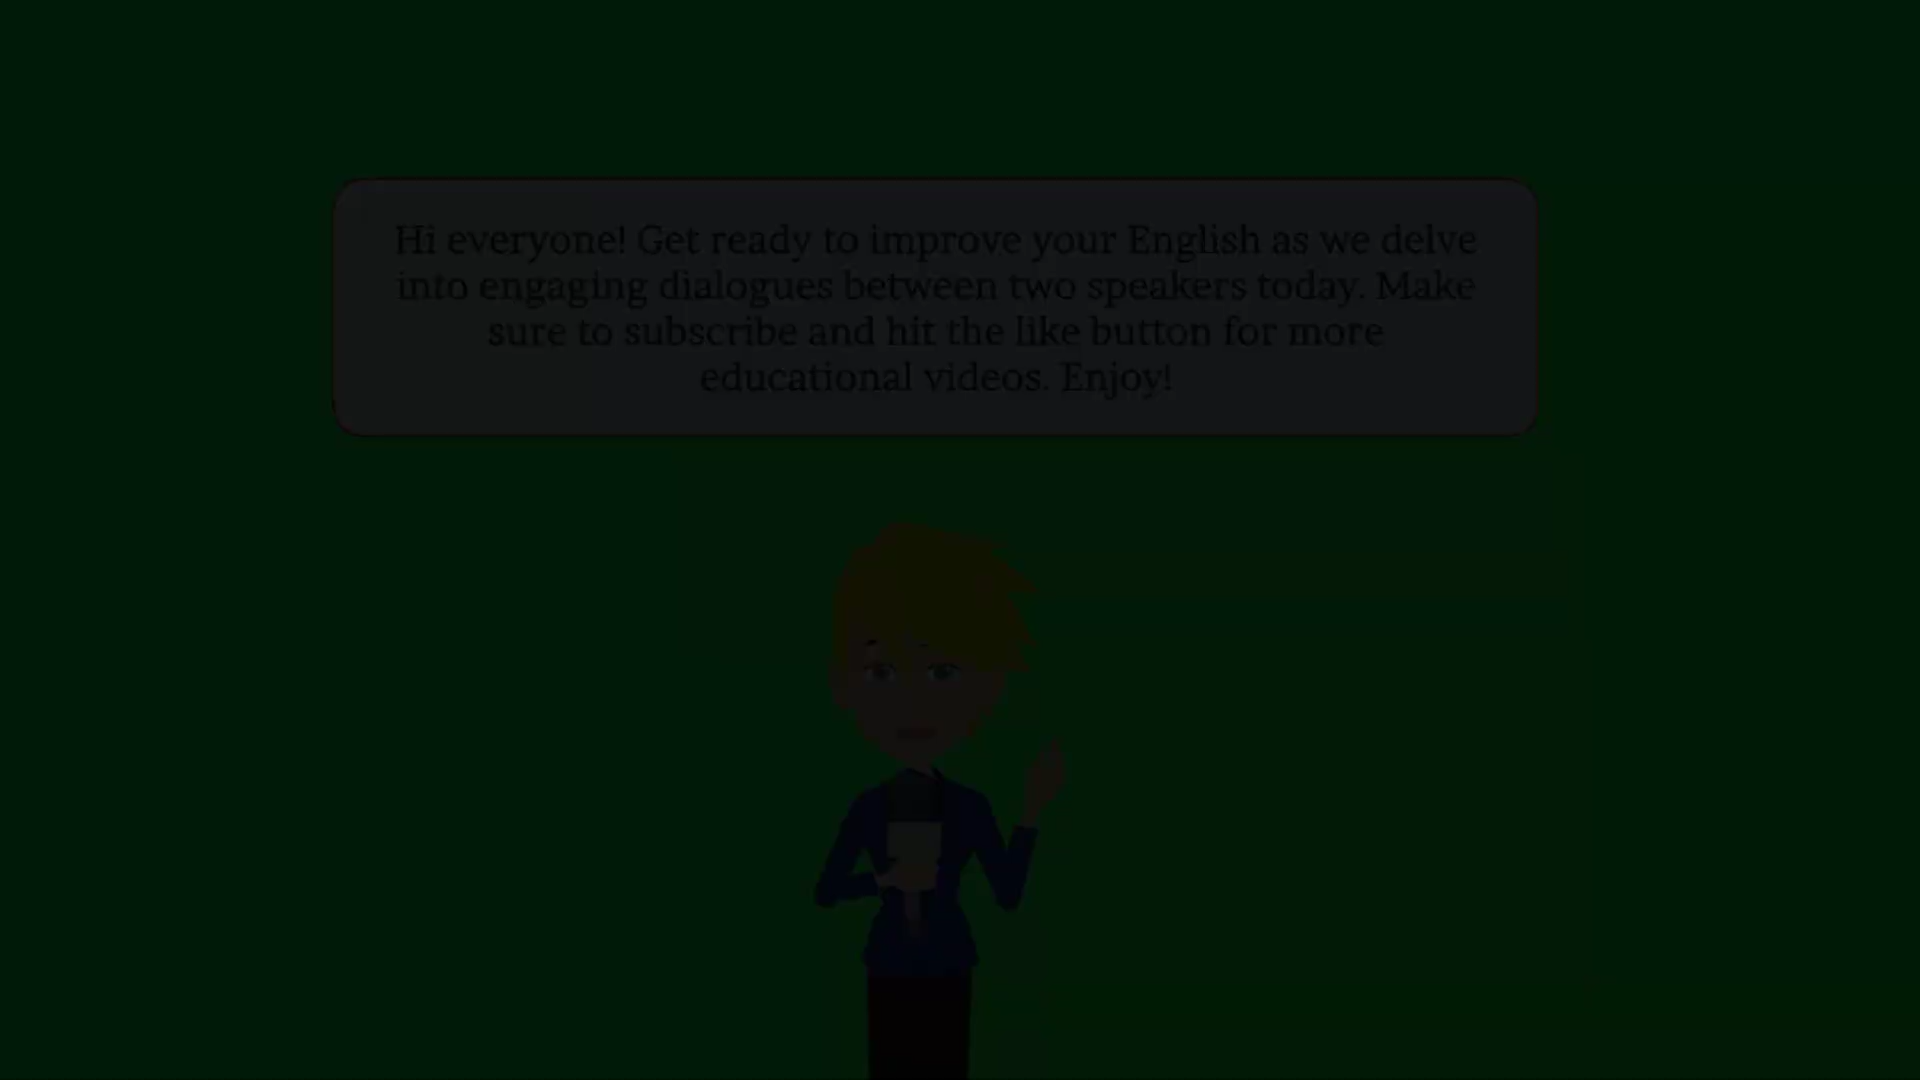 Hi everyone! Get ready to improve your English as we delve
into engaging dialogues between two speakers today. Make
sure to subscribe and hit the like button for more
educational videos. Enjoy!